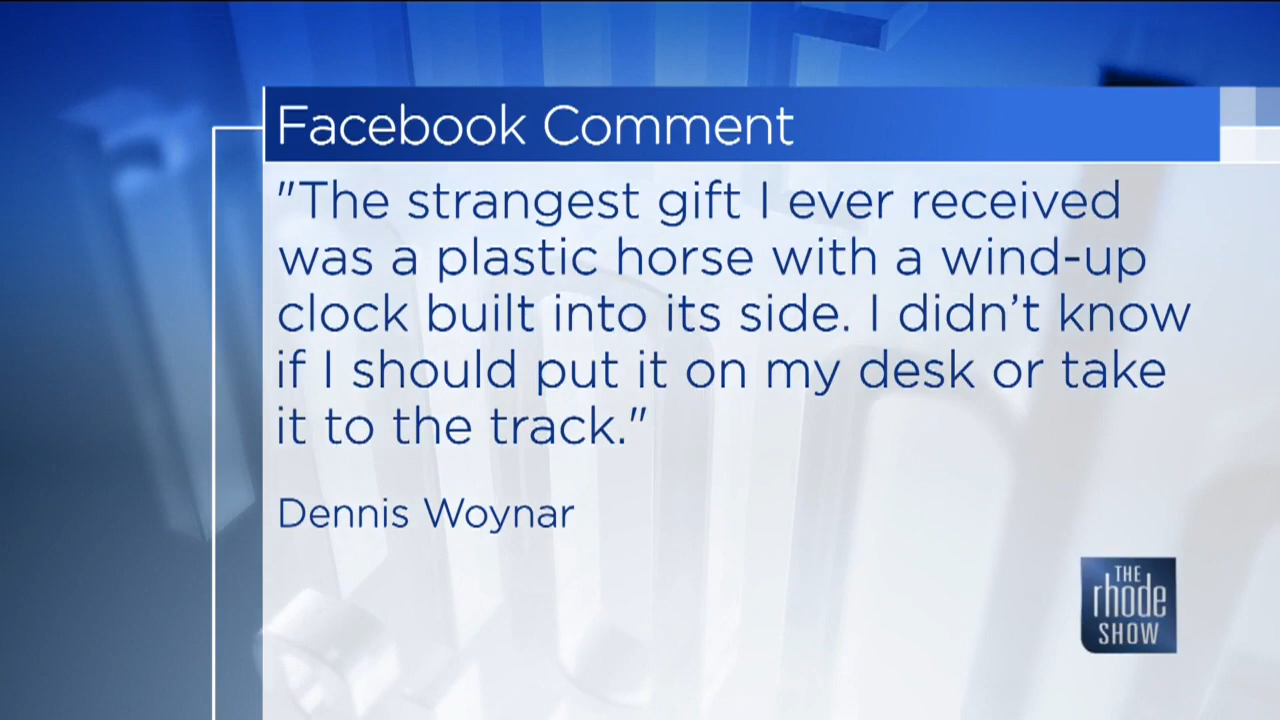 Facebook Comment
"The strangest gift I ever received
was a plastic horse with a wind-up
clock built into its side. I didn’t know
if I should put it on my desk or take
it to the track."
Dennis Woynar
THE
rhode
SHOW